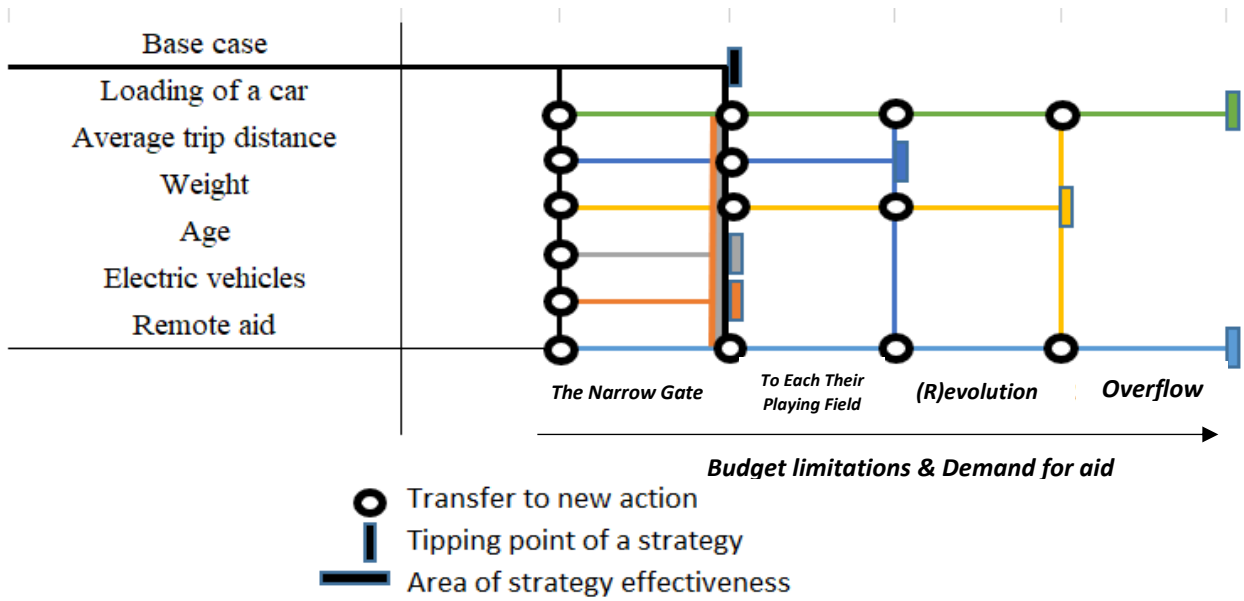 Base case
Loading of a car
Average trip distance
Weight
Age
Electric vehicles
Remote aid
The Narrow Gate
To Each Their
Playing Field
(R)evolution
Overflow
Budget limitations & Demand for aid
Transfer to new action
Tipping point of a strategy
Area of strategy effectiveness